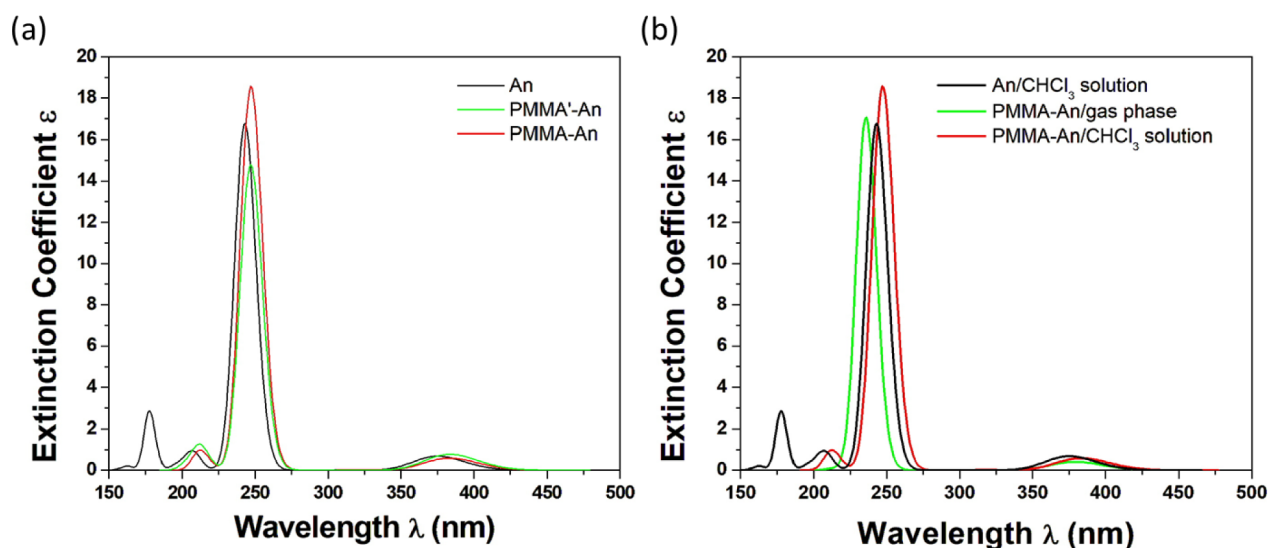 (a)
20
18
16
14
12
10
8
6
4
2
0
Extinction Coefficient ε
An
PMMA'-An
PMMA-An
150 200 250 300 350 400 450 500
Wavelength λ (nm)
(b)
20
18
16
14
12
10
8
6
4
2
0
Extinction Coefficient ε
An/CHCl₃ solution
PMMA-An/gas phase
PMMA-An/CHCl₃ solution
150 200 250 300 350 400 450 500
Wavelength λ (nm)